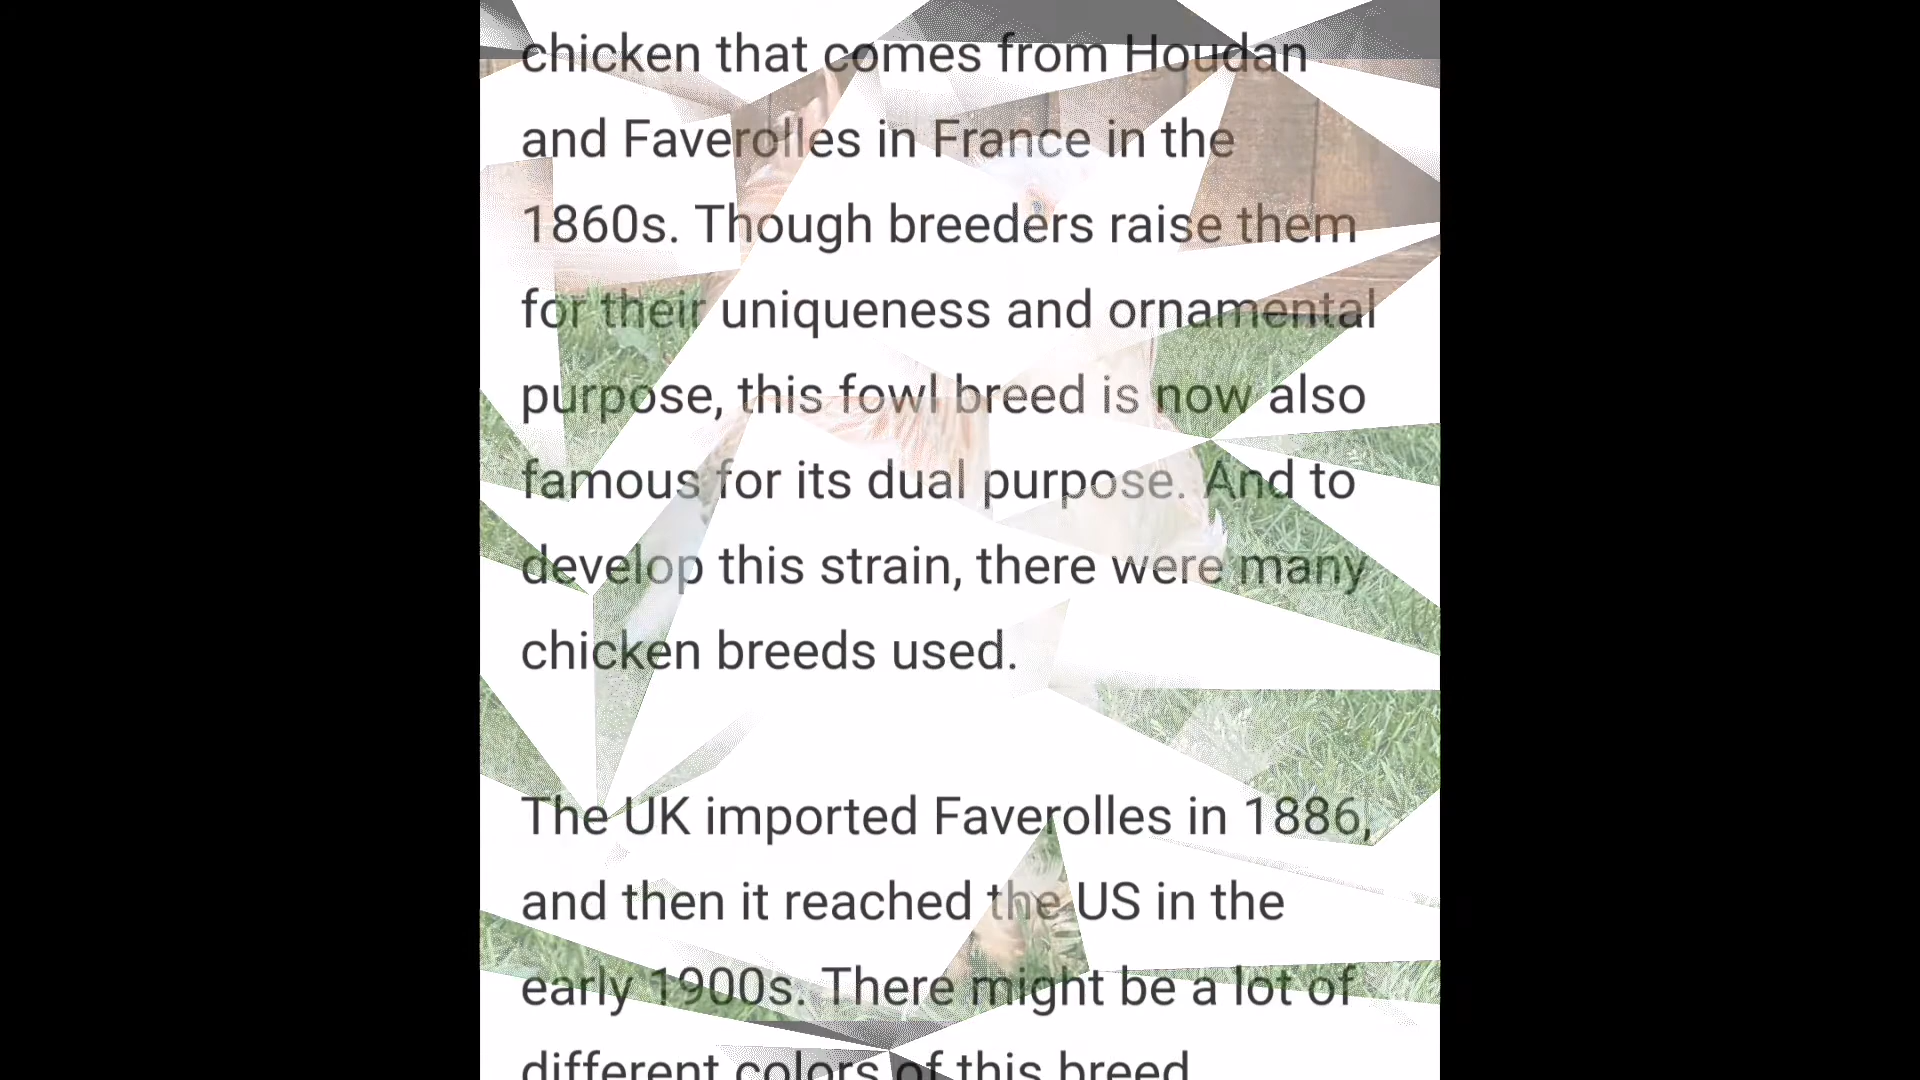 chicken that comes from Houdan
and Faverolles in France in the
1860s. Though breeders raise them
for their uniqueness and ornamental
purpose, this fowl breed is now also
famous for its dual purpose. And to
develop this strain, there were many
chicken breeds used.
The UK imported Faverolles in 1886,
and then it reached the US in the
early 1900s. There might be a lot of
different colors of this breed